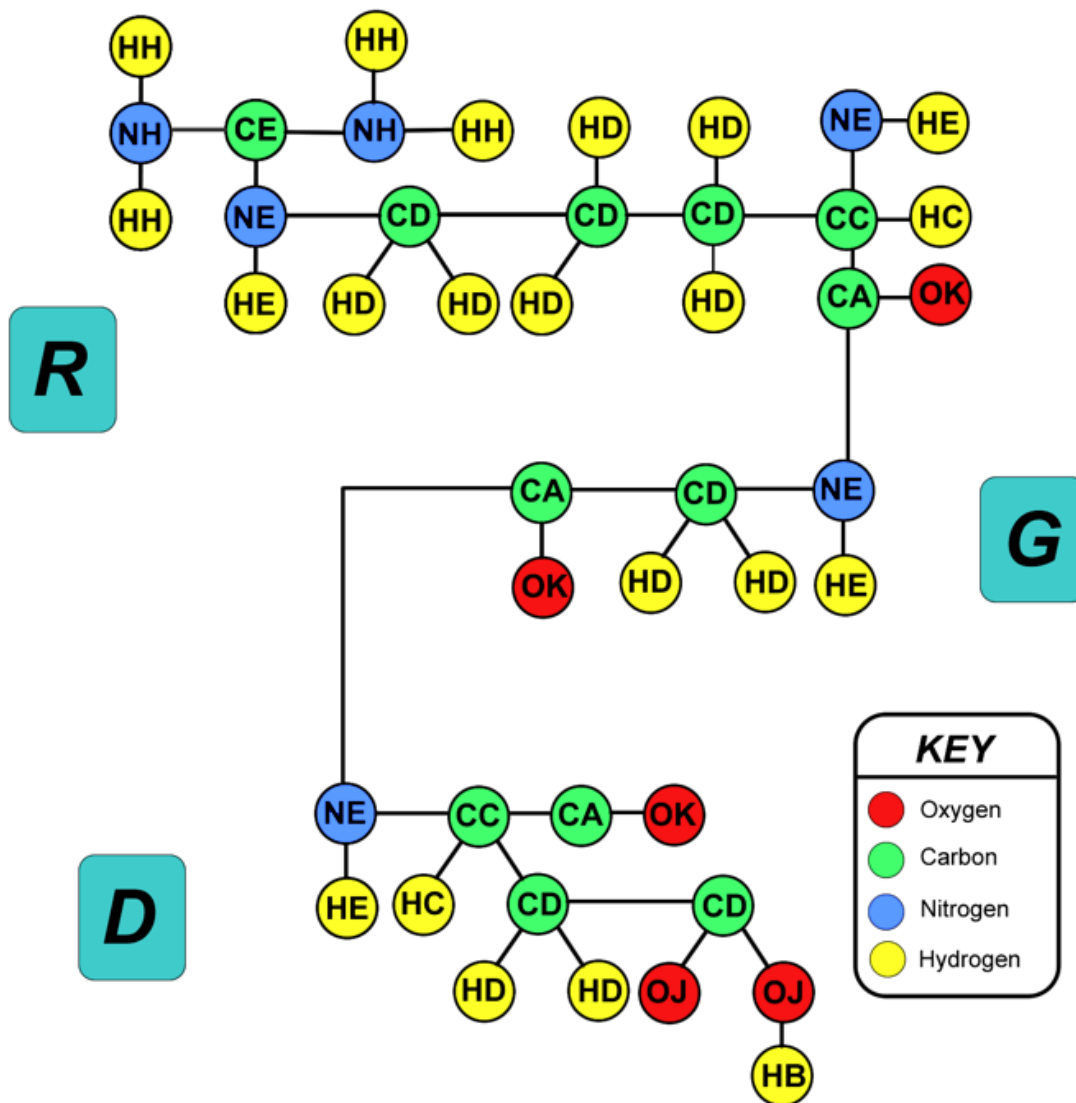 HH HH
NH CE NH HH HD HD NE HE
HH NE CD CD CD CC HC
HE HD HD HD HD CA OK
R
CA CD NE
G
OK HD HD HE
KEY
Oxygen
NE CC CA OK
Carbon
HE HC CD CD
Nitrogen
D
Hydrogen
HD HD OJ OJ
HB